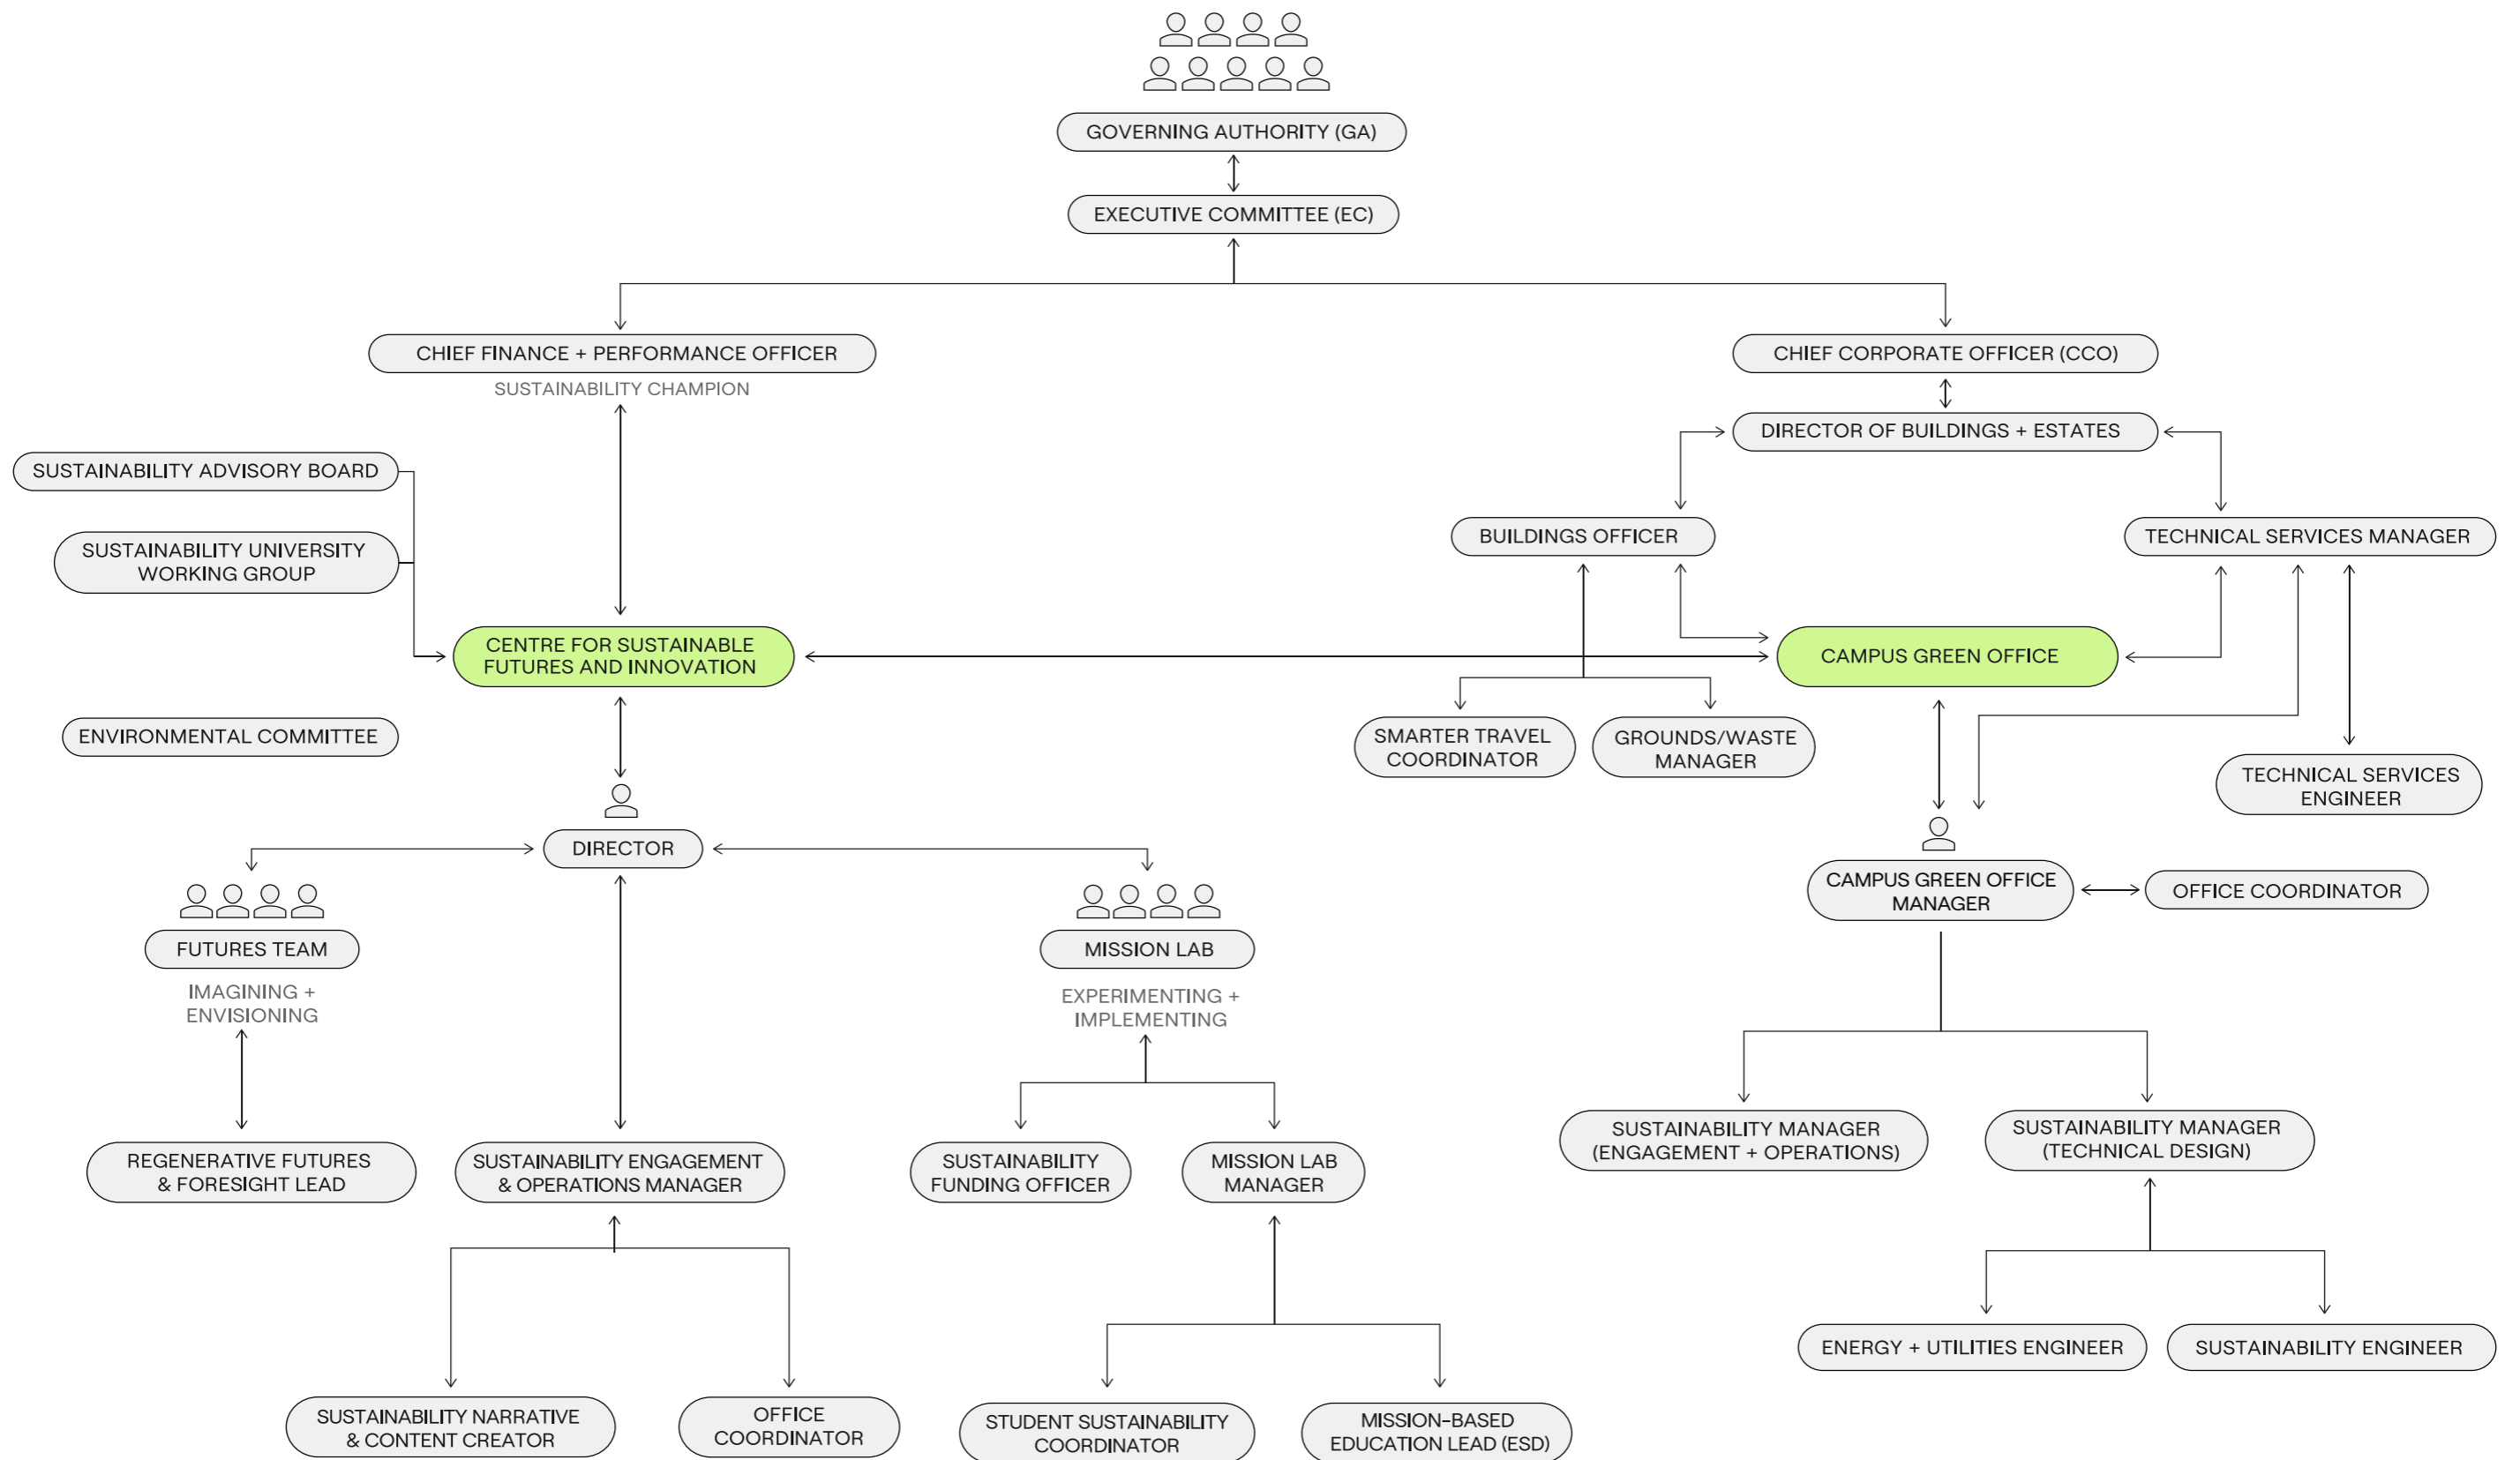 GOVERNING AUTHORITY (GA)
EXECUTIVE COMMITTEE (EC)
CHIEF FINANCE + PERFORMANCE OFFICER
SUSTAINABILITY CHAMPION
CHIEF CORPORATE OFFICER (CCO)
DIRECTOR OF BUILDINGS + ESTATES
SUSTAINABILITY ADVISORY BOARD
SUSTAINABILITY UNIVERSITY
WORKING GROUP
BUILDINGS OFFICER
TECHNICAL SERVICES MANAGER
CENTRE FOR SUSTAINABLE
FUTURES AND INNOVATION
CAMPUS GREEN OFFICE
ENVIRONMENTAL COMMITTEE
SMARTER TRAVEL
COORDINATOR
GROUNDS/WASTE
MANAGER
TECHNICAL SERVICES
ENGINEER
DIRECTOR
CAMPUS GREEN OFFICE
MANAGER
OFFICE COORDINATOR
FUTURES TEAM
IMAGINING +
ENVISIONING
MISSION LAB
EXPERIMENTING +
IMPLEMENTING
REGENERATIVE FUTURES
& FORESIGHT LEAD
SUSTAINABILITY ENGAGEMENT
& OPERATIONS MANAGER
SUSTAINABILITY
FUNDING OFFICER
MISSION LAB
MANAGER
SUSTAINABILITY MANAGER
(ENGAGEMENT + OPERATIONS)
SUSTAINABILITY MANAGER
(TECHNICAL DESIGN)
ENERGY + UTILITIES ENGINEER
SUSTAINABILITY ENGINEER
SUSTAINABILITY NARRATIVE
& CONTENT CREATOR
OFFICE
COORDINATOR
STUDENT SUSTAINABILITY
COORDINATOR
MISSION-BASED
EDUCATION LEAD (ESD)